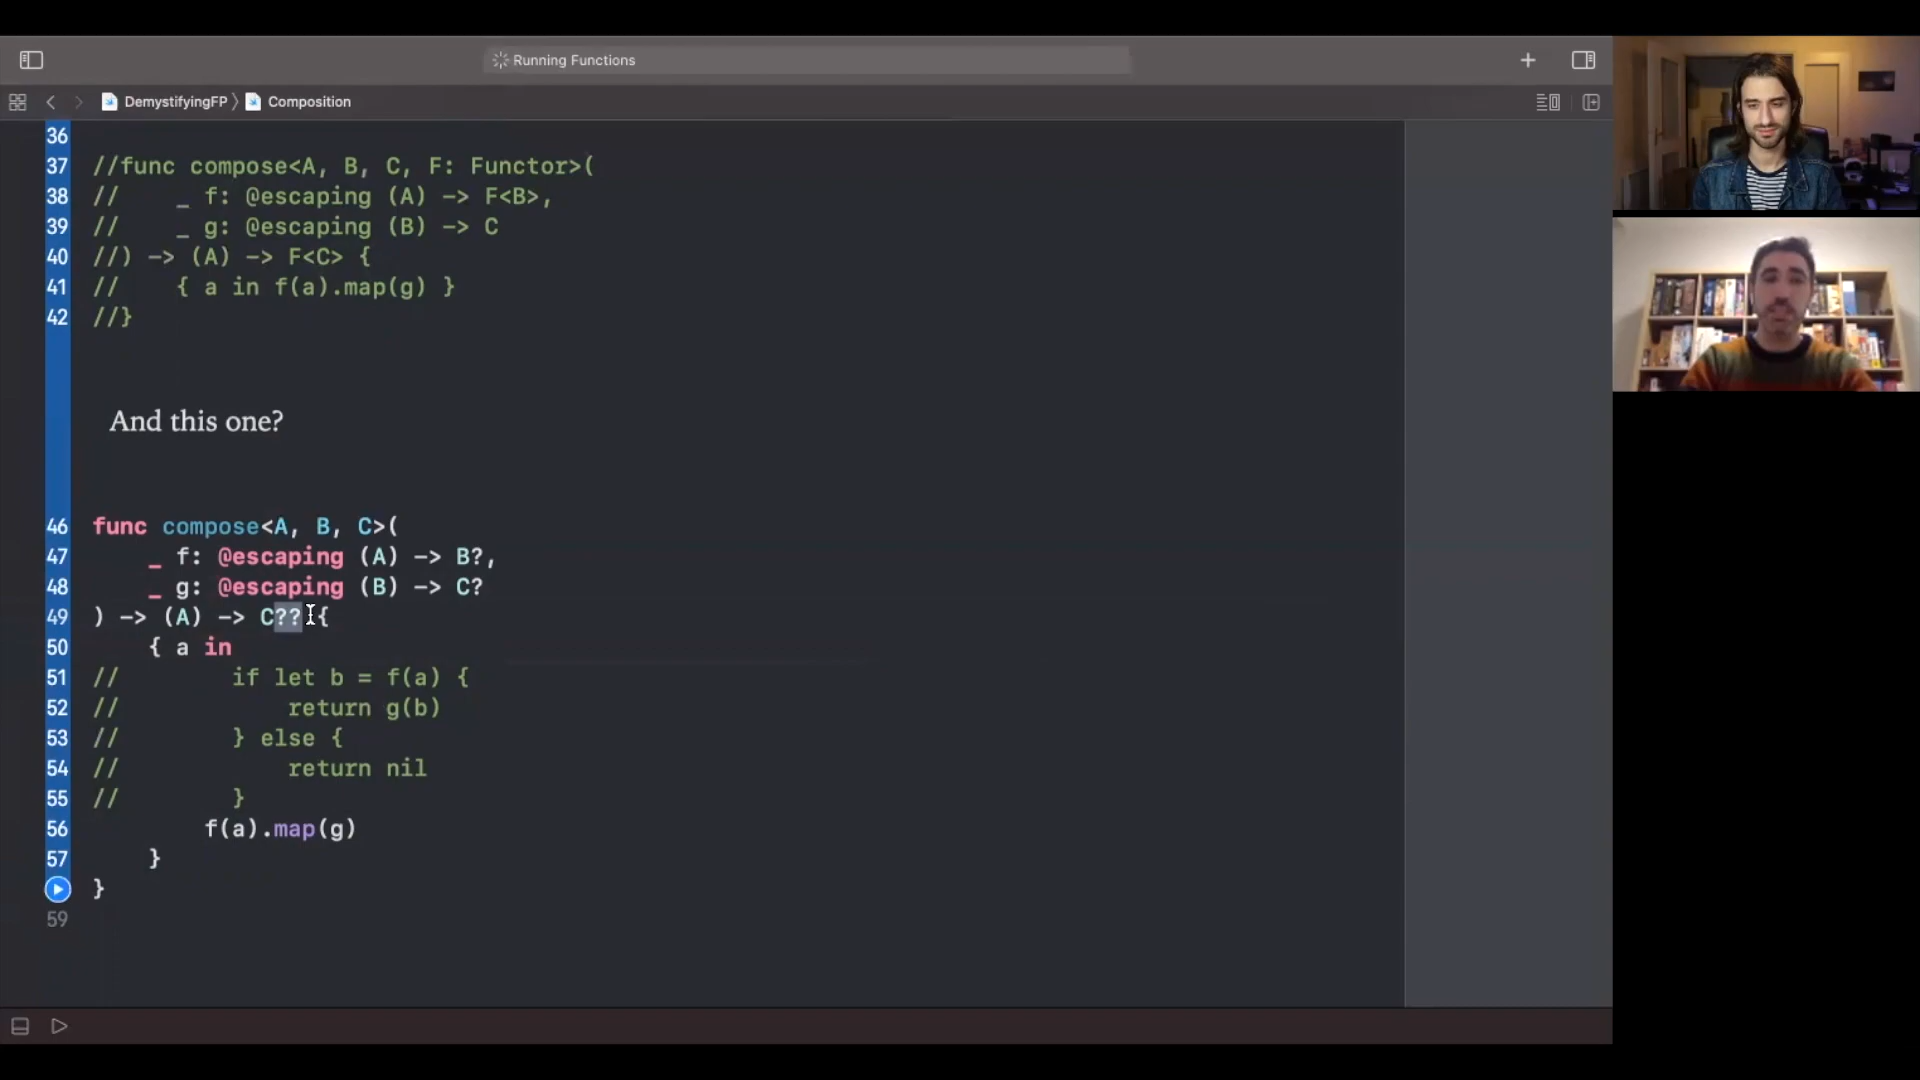 Running Functions
DemystifyingFP
Composition
36
37 //func compose<A, B, C, F: Functor>(
38 //    _ f: @escaping (A) -> F<B>,
39 //    _ g: @escaping (B) -> C
40 //) -> (A) -> F<C> {
41 //    { a in f(a).map(g) }
42 //}
And this one?
46 func compose<A, B, C>(
47     _ f: @escaping (A) -> B?,
48     _ g: @escaping (B) -> C?
49 ) -> (A) -> C?? {
50     { a in
51 //        if let b = f(a) {
52 //            return g(b)
53 //        } else {
54 //            return nil
55 //        }
56         f(a).map(g)
57     }
}
59